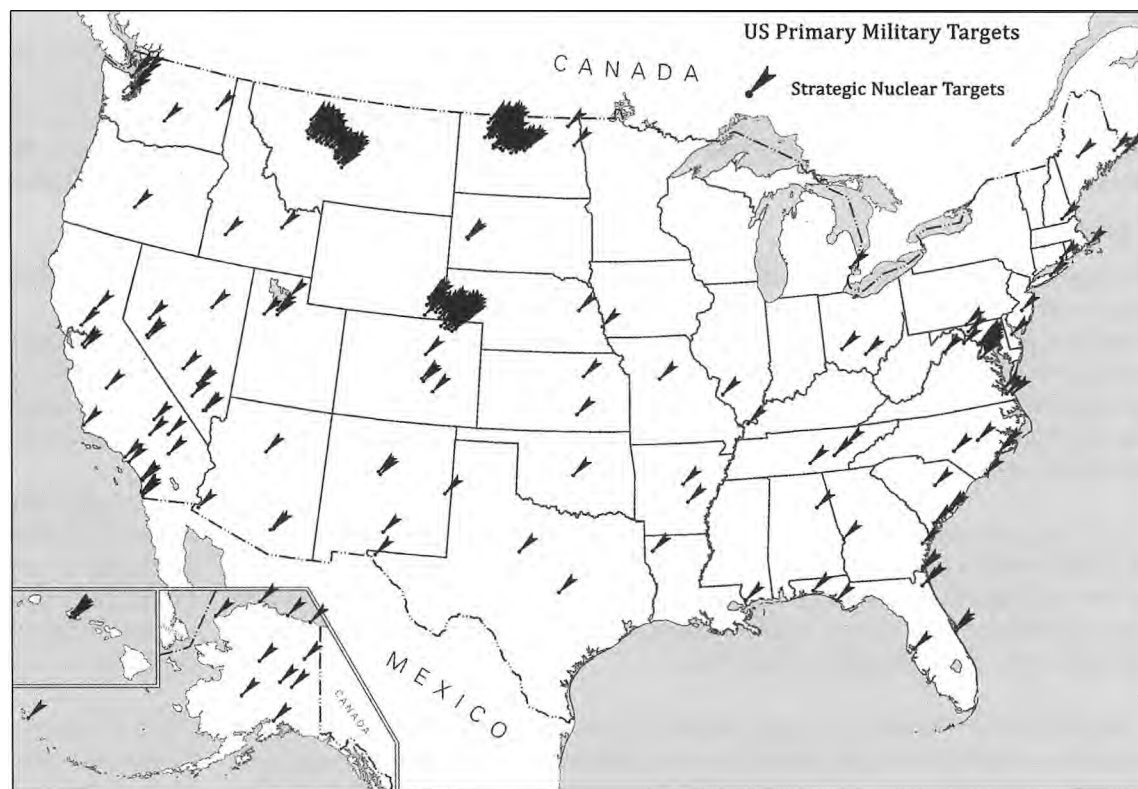 US Primary Military Targets
CANADA
Strategic Nuclear Targets
MEXICO
CANADA